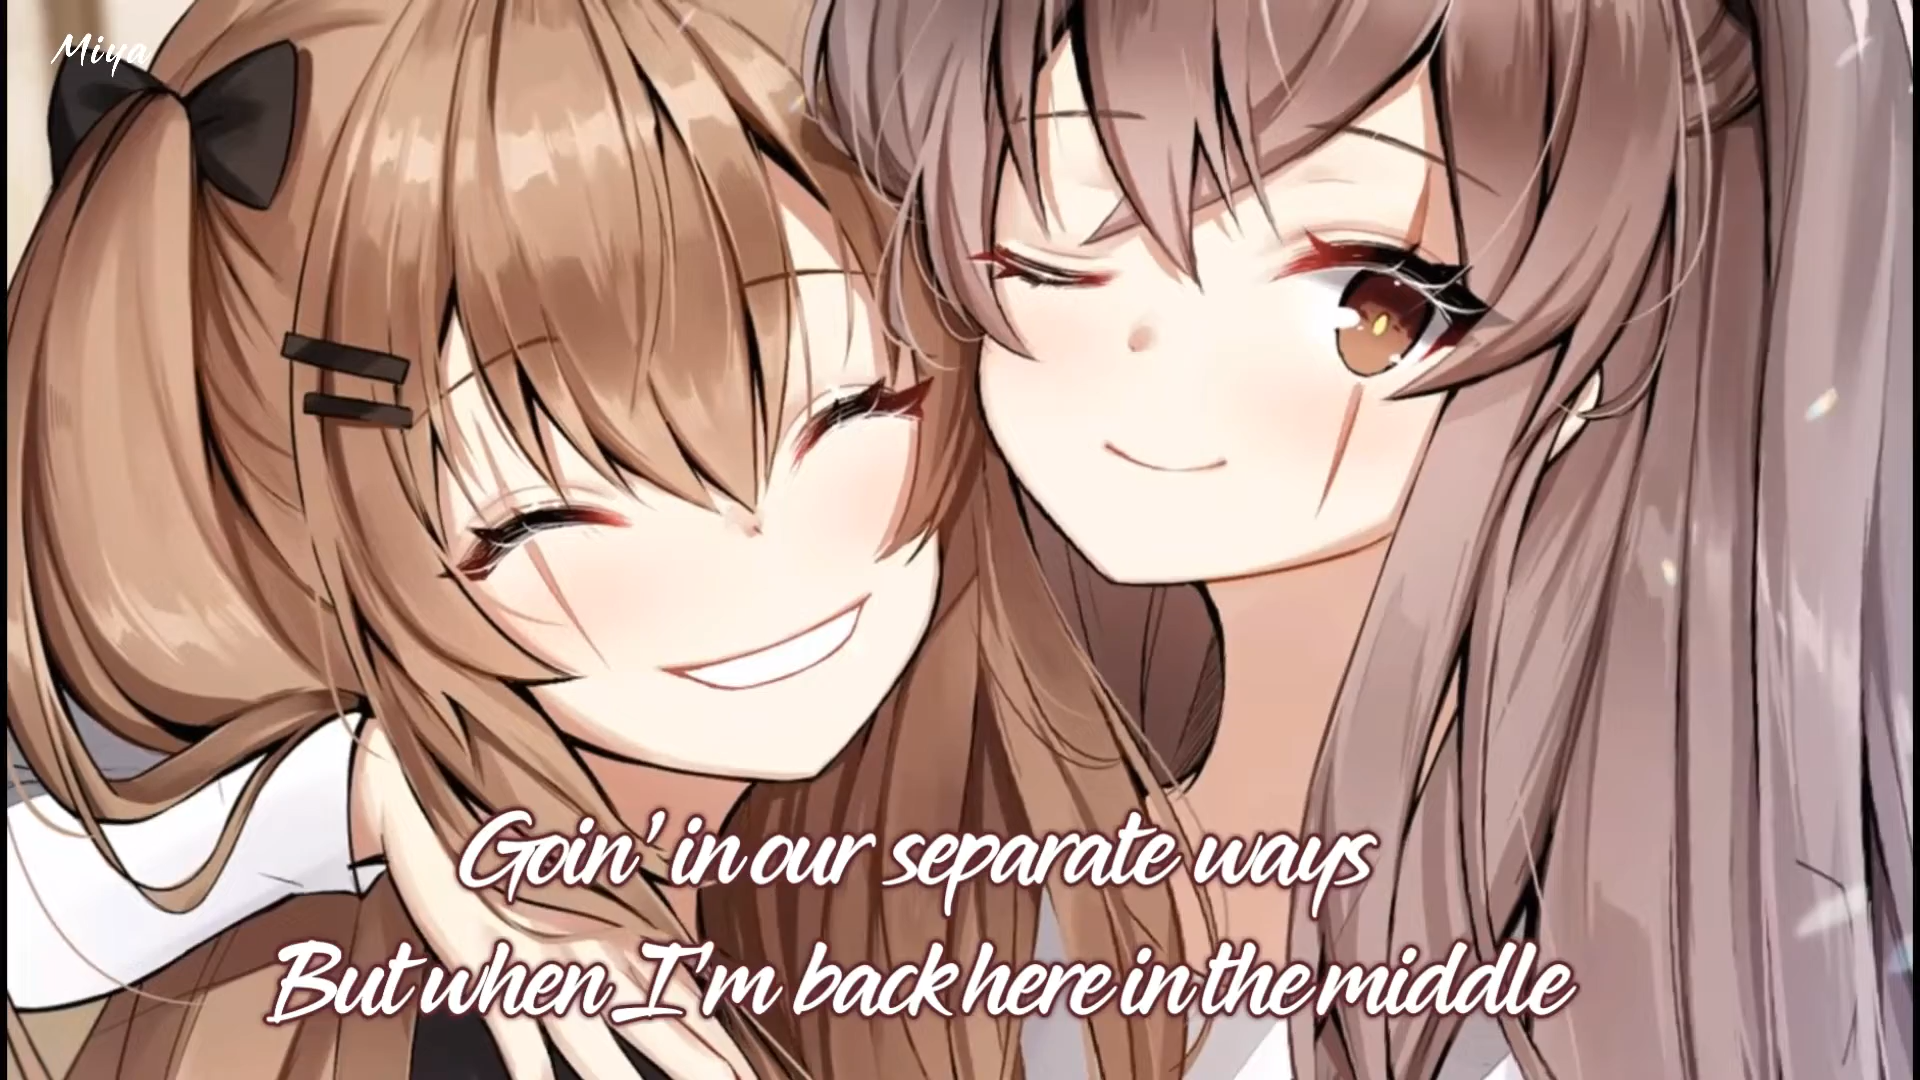 Miya
Goin' in our separate ways
But when I'm back here in the middle